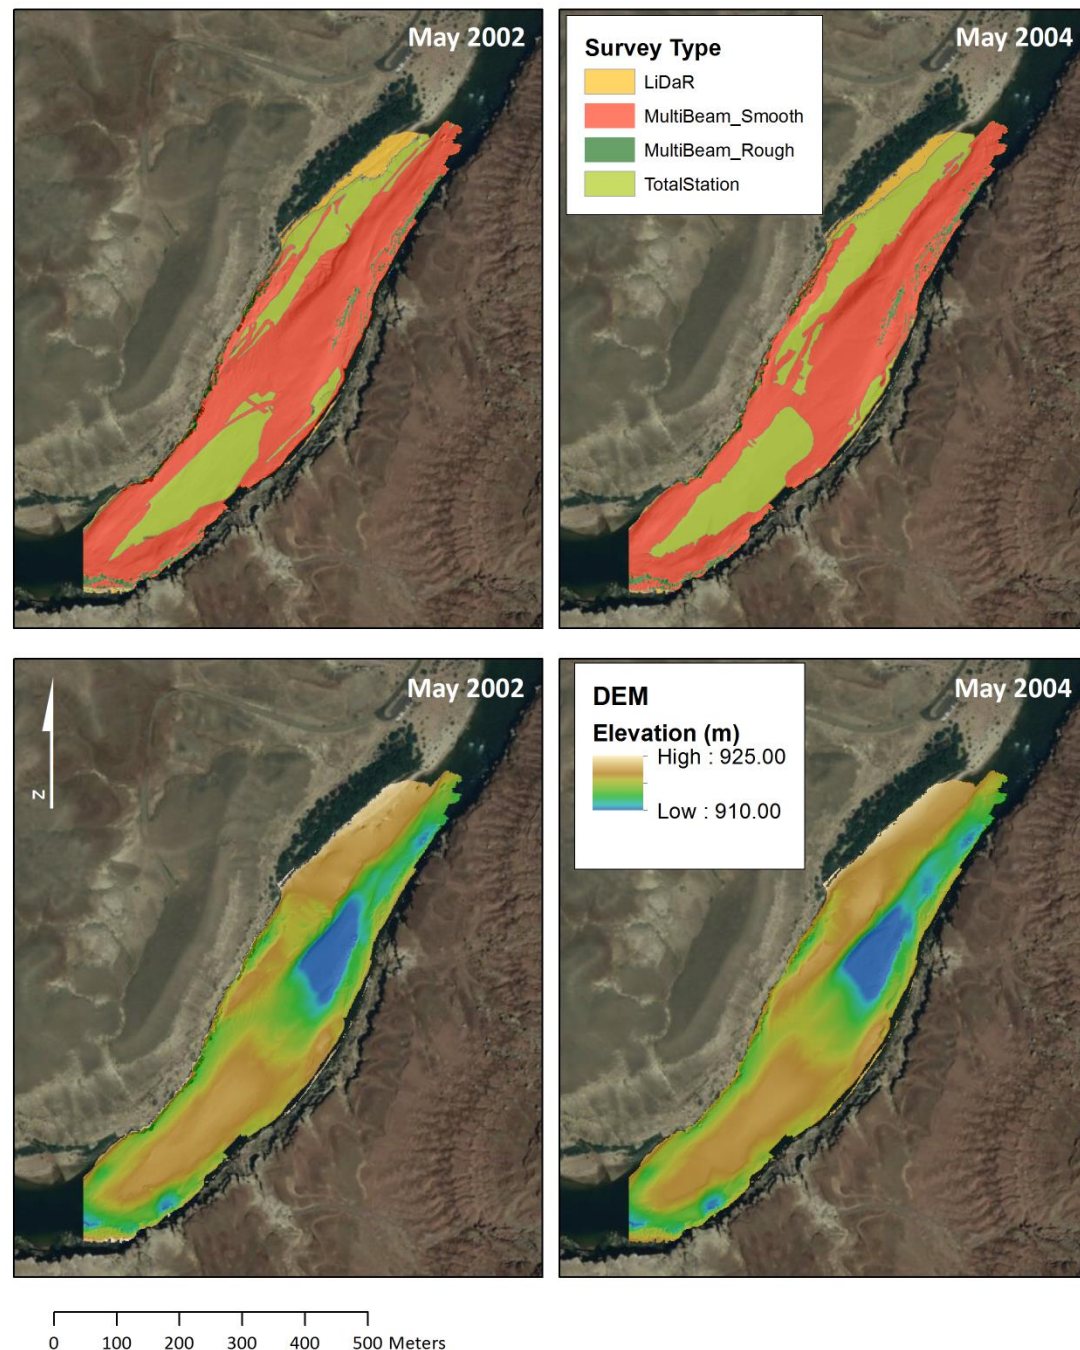 May 2002
May 2004
Survey Type
LiDaR
MultiBeam_Smooth
MultiBeam_Rough
TotalStation
May 2002
May 2004
N
DEM
Elevation (m)
High : 925.00
Low : 910.00
0 100 200 300 400 500 Meters